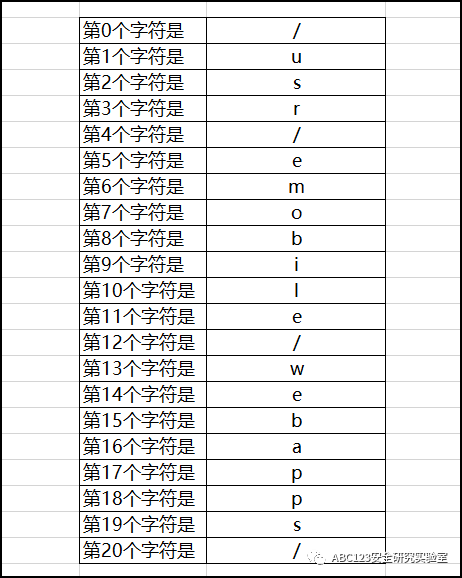 第0个字符是 /
第1个字符是 u
第2个字符是 s
第3个字符是 r
第4个字符是 /
第5个字符是 e
第6个字符是 m
第7个字符是 o
第8个字符是 b
第9个字符是 i
第10个字符是 l
第11个字符是 e
第12个字符是 /
第13个字符是 w
第14个字符是 e
第15个字符是 b
第16个字符是 a
第17个字符是 p
第18个字符是 p
第19个字符是 s
第20个字符是 /
ABC123安全研究实验室